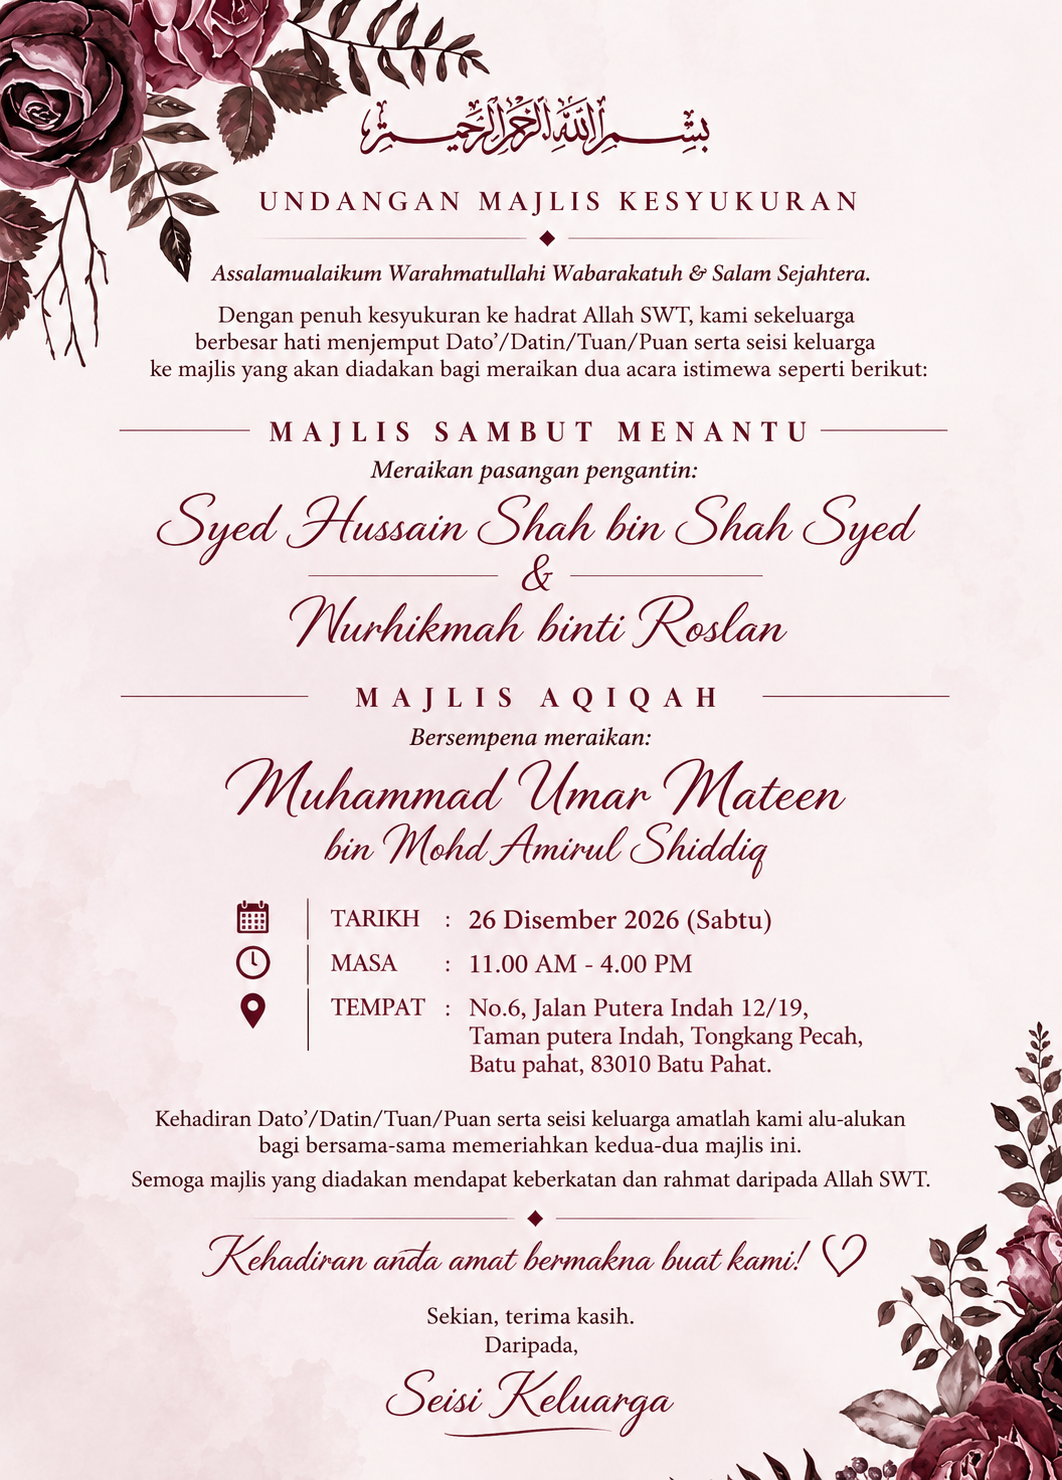 بسم الله الرحمن الرحيم
UNDANGAN MAJLIS KESYUKURAN
Assalamualaikum Warahmatullahi Wabarakatuh & Salam Sejahtera.
Dengan penuh kesyukuran ke hadrat Allah SWT, kami sekeluarga
berbesar hati menjemput Dato’/Datin/Tuan/Puan serta seisi keluarga
ke majlis yang akan diadakan bagi meraikan dua acara istimewa seperti berikut:
MAJLIS SAMBUT MENANTU
Meraikan pasangan pengantin:
Syed Hussain Shah bin Shah Syed
&
Nurhikmah binti Roslan
MAJLIS AQIQAH
Bersempena meraikan:
Muhammad Umar Mateen
bin Mohd Amirul Shiddiq
TARIKH : 26 Disember 2026 (Sabtu)
MASA : 11.00 AM - 4.00 PM
TEMPAT : No.6, Jalan Putera Indah 12/19,
Taman putera Indah, Tongkang Pecah,
Batu pahat, 83010 Batu Pahat.
Kehadiran Dato’/Datin/Tuan/Puan serta seisi keluarga amatlah kami alu-alukan
bagi bersama-sama memeriahkan kedua-dua majlis ini.
Semoga majlis yang diadakan mendapat keberkatan dan rahmat daripada Allah SWT.
Kehadiran anda amat bermakna buat kami!
Sekian, terima kasih.
Daripada,
Seisi Keluarga